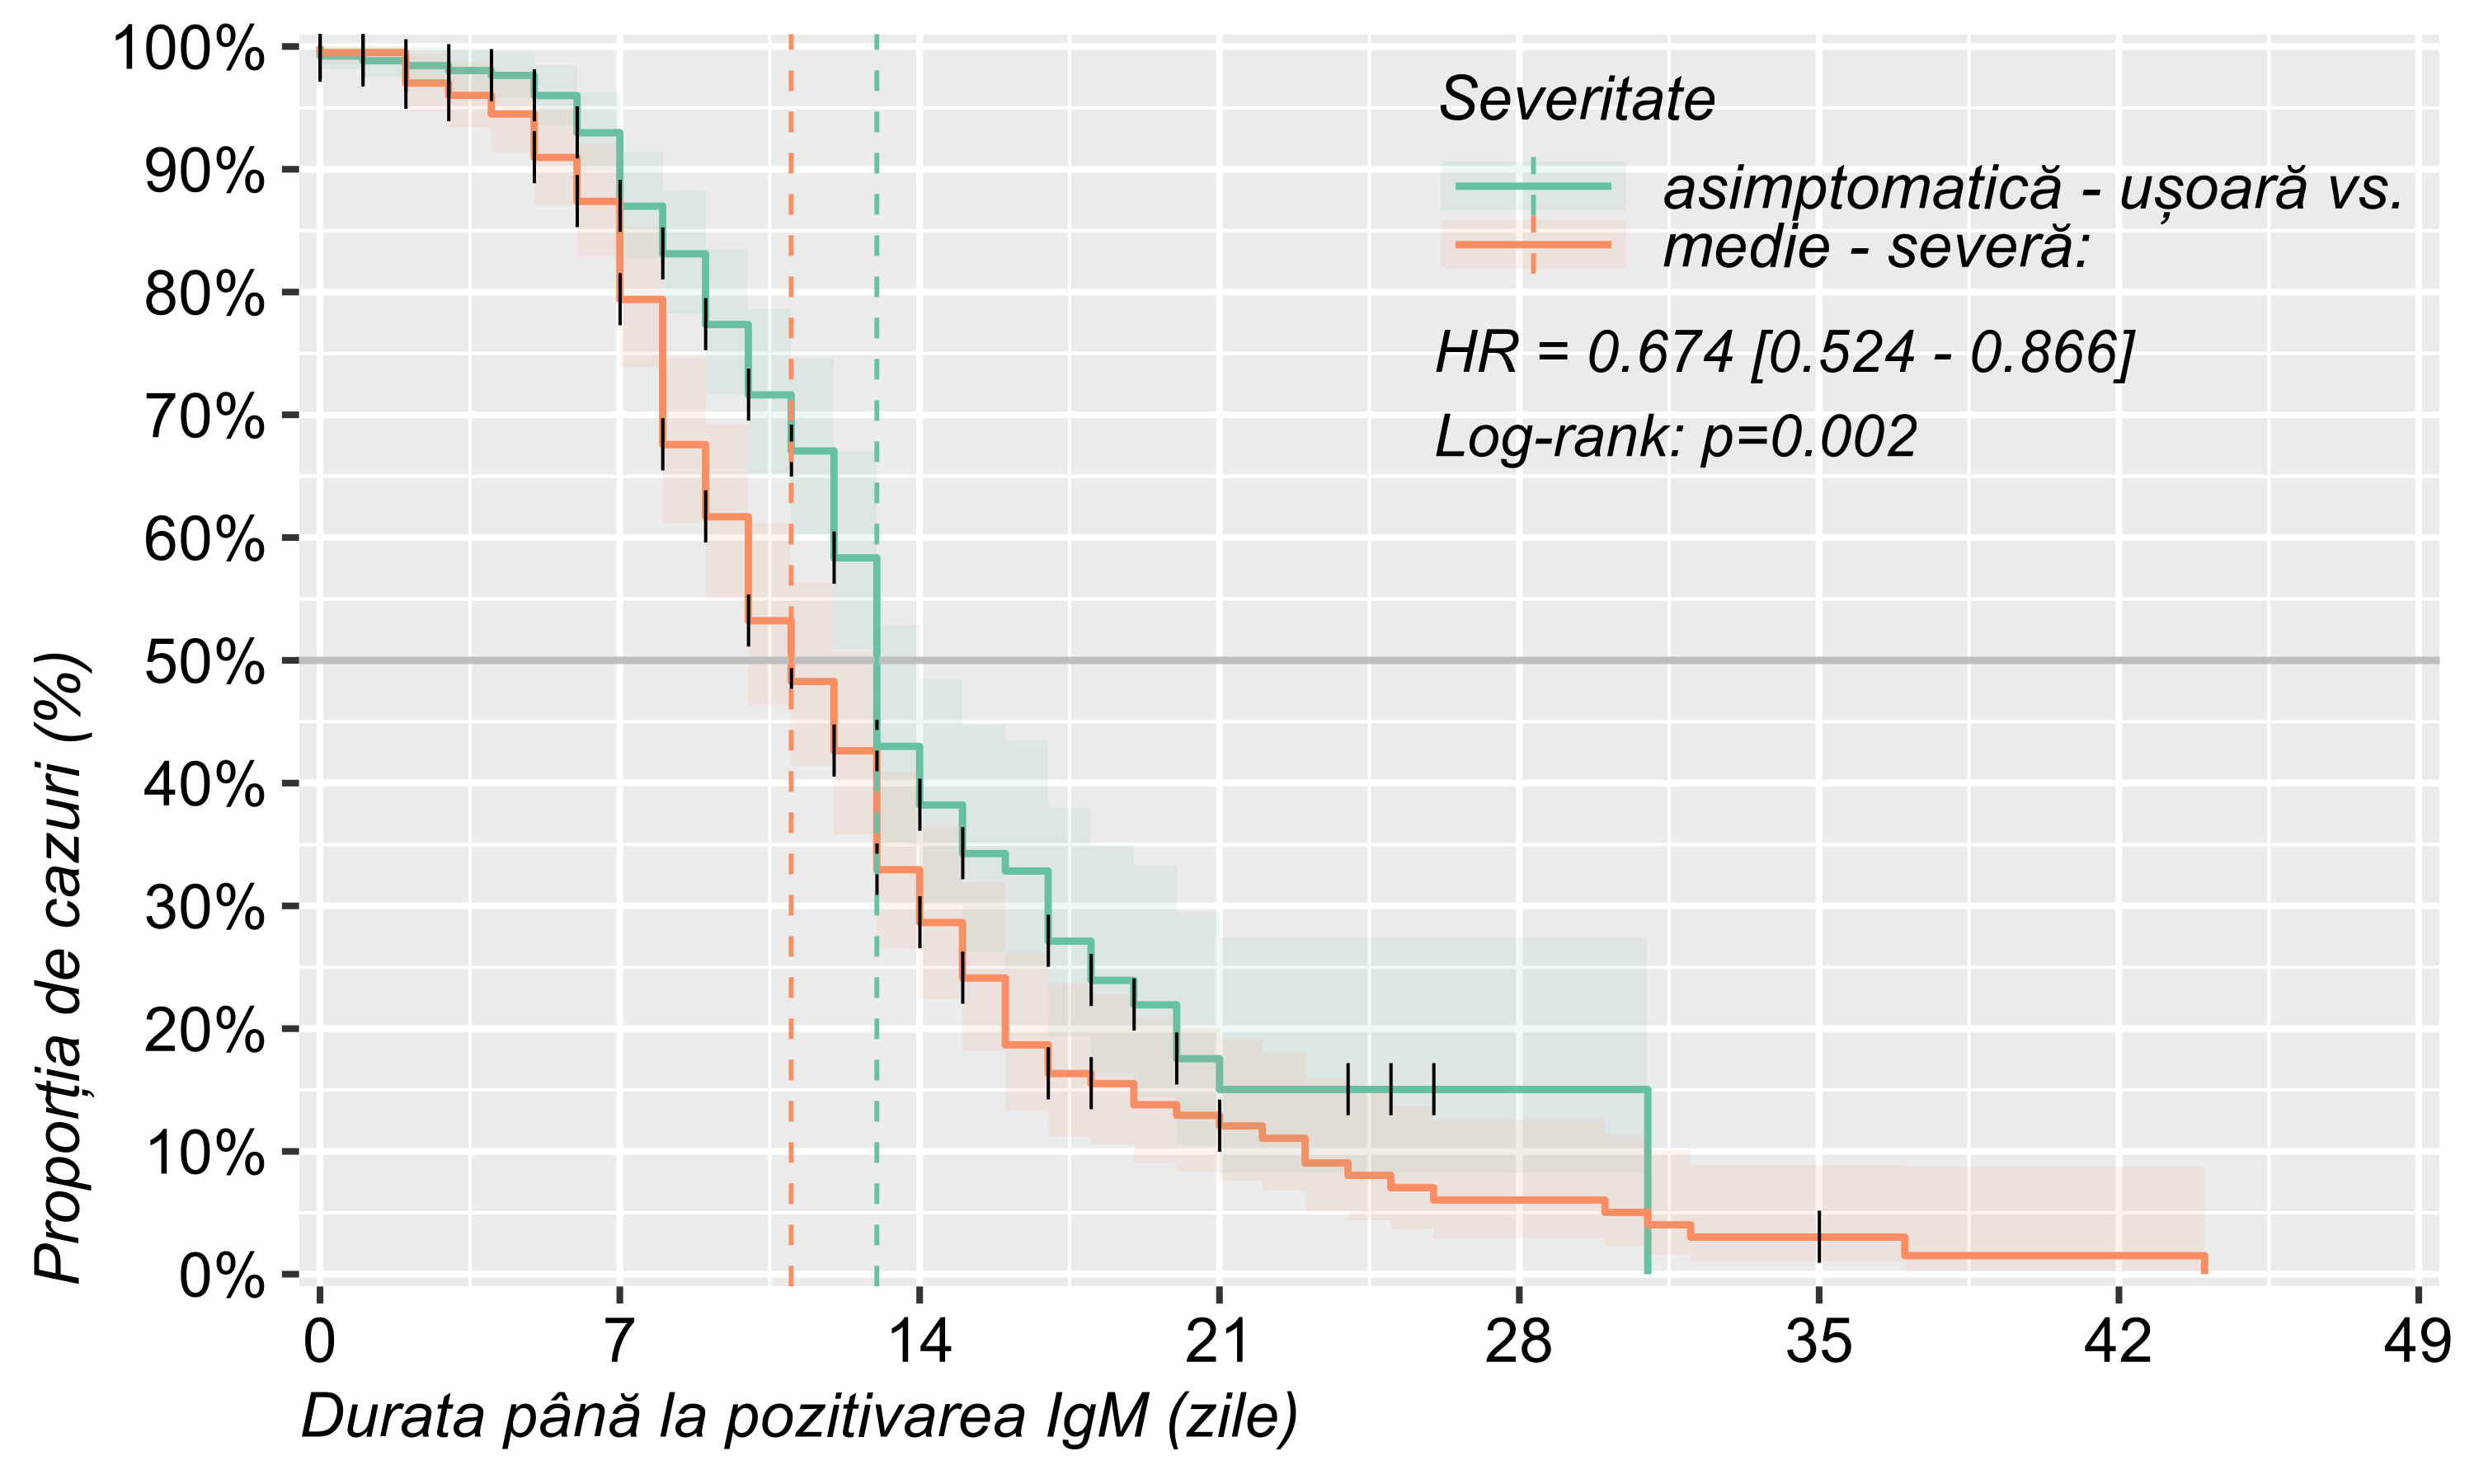 Severitate
asimptomatică - ușoară vs.
medie - severă:
HR = 0.674 [0.524 - 0.866]
Log-rank: p=0.002
100%
90%
80%
70%
60%
50%
40%
30%
20%
10%
0%
Proporția de cazuri (%)
0 7 14 21 28 35 42 49
Durata până la pozitivarea IgM (zile)